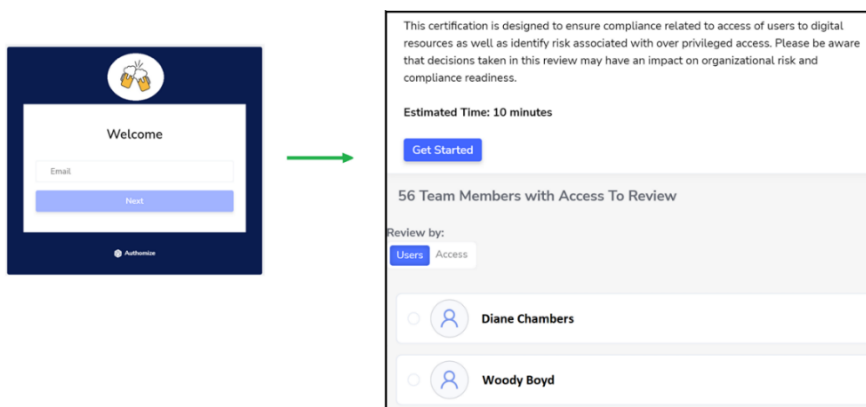 Welcome
Email
Next
Authomize
This certification is designed to ensure compliance related to access of users to digital
resources as well as identify risk associated with over privileged access. Please be aware
that decisions taken in this review may have an impact on organizational risk and
compliance readiness.
Estimated Time: 10 minutes
Get Started
56 Team Members with Access To Review
Review by:
Users Access
Diane Chambers
Woody Boyd